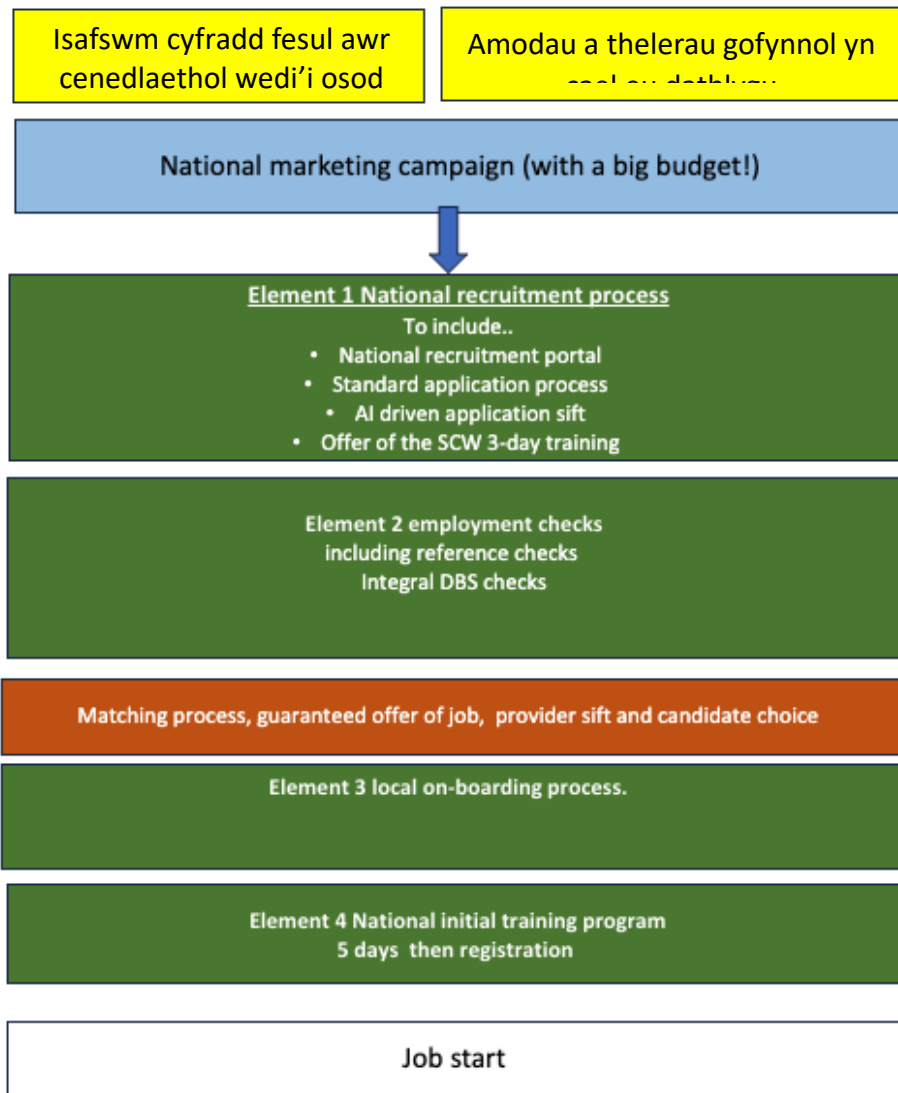 Isafswm cyfradd fesul awr
cenedlaethol wedi'i osod
Amodau a thelerau gofynnol yn
cael eu datblygu
National marketing campaign (with a big budget!)
Element 1 National recruitment process
To include..
• National recruitment portal
• Standard application process
• AI driven application sift
• Offer of the SCW 3-day training
Element 2 employment checks
including reference checks
Integral DBS checks
Matching process, guaranteed offer of job, provider sift and candidate choice
Element 3 local on-boarding process.
Element 4 National initial training program
5 days then registration
Job start